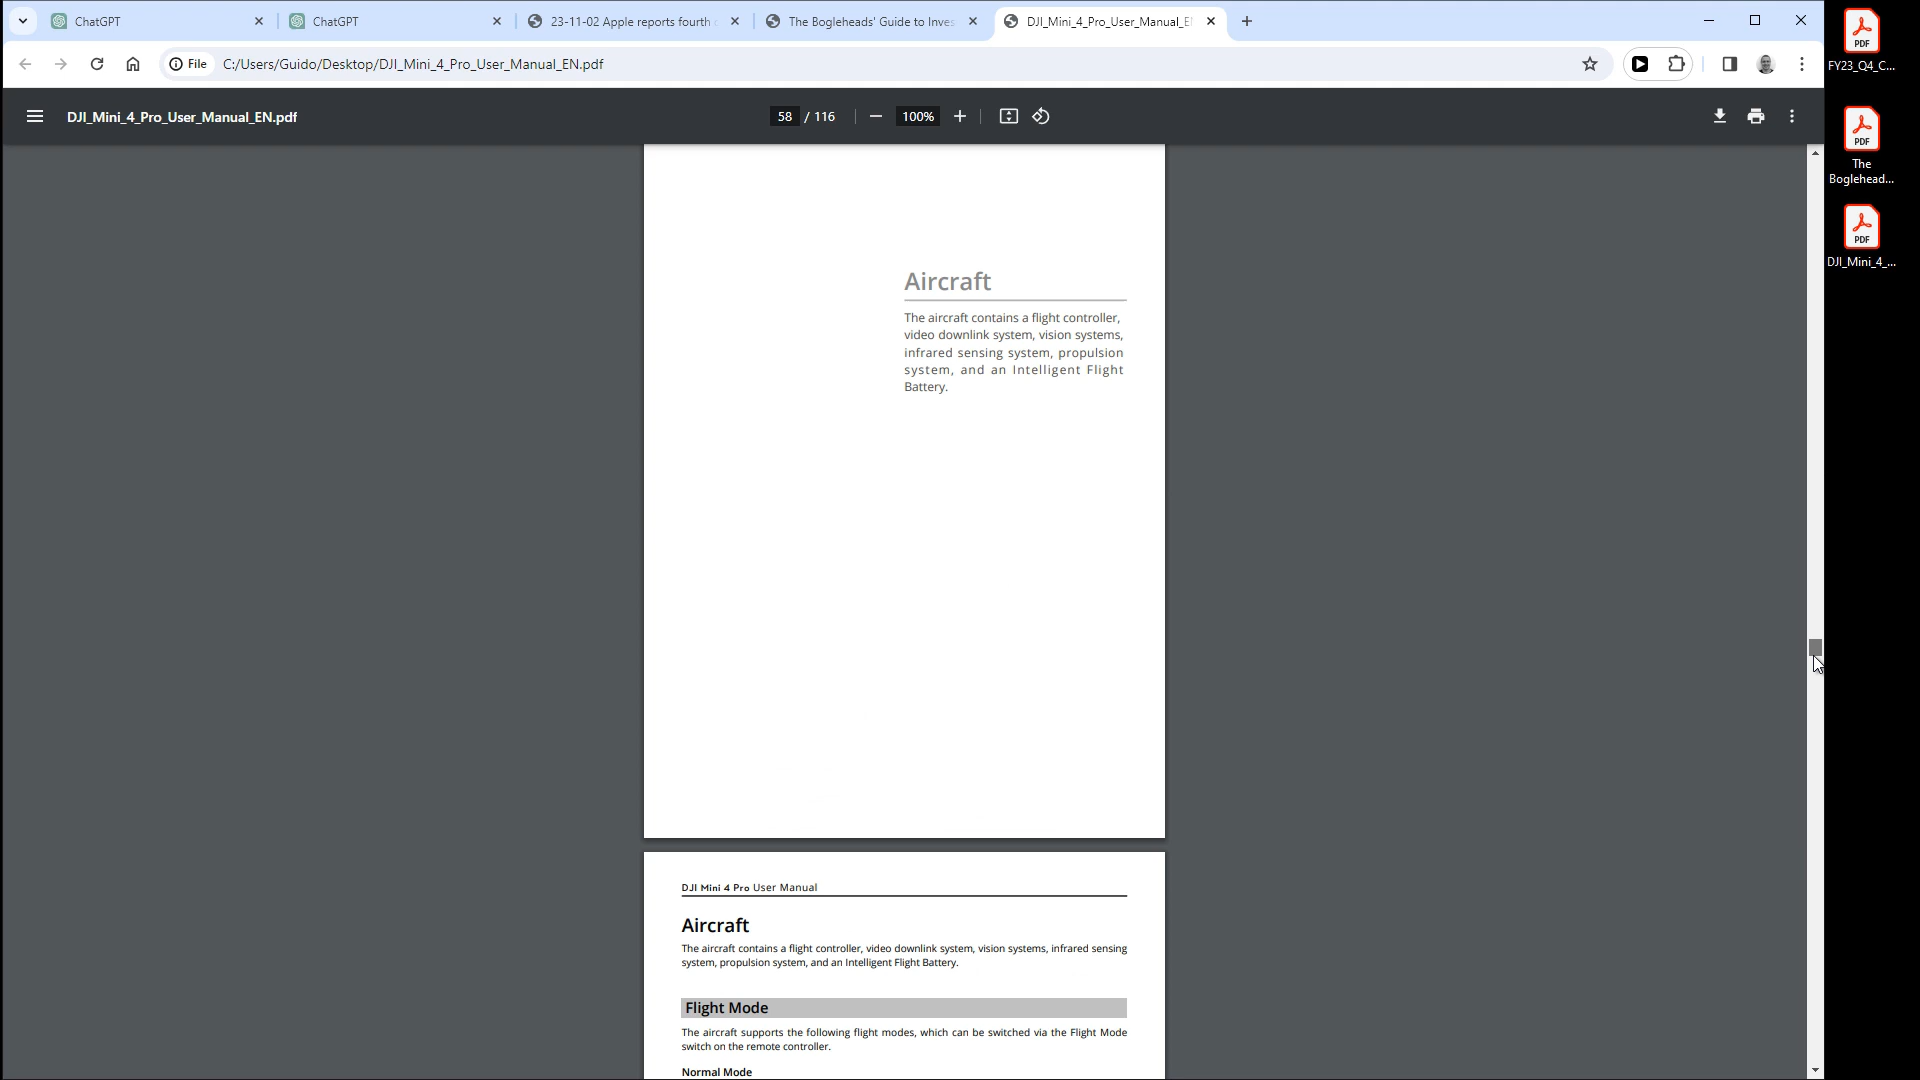 ChatGPT
ChatGPT
23-11-02 Apple reports fourth
The Bogleheads' Guide to Inves
DJI_Mini_4_Pro_User_Manual_E
File
C:/Users/Guido/Desktop/DJI_Mini_4_Pro_User_Manual_EN.pdf
DJI_Mini_4_Pro_User_Manual_EN.pdf
58 / 116
100%
Aircraft
The aircraft contains a flight controller,
video downlink system, vision systems,
infrared sensing system, propulsion
system, and an Intelligent Flight
Battery.
DJI Mini 4 Pro User Manual
Aircraft
The aircraft contains a flight controller, video downlink system, vision systems, infrared sensing
system, propulsion system, and an Intelligent Flight Battery.
Flight Mode
The aircraft supports the following flight modes, which can be switched via the Flight Mode
switch on the remote controller.
Normal Mode
PDF
FY23_Q4_C...
PDF
The
Boglehead...
PDF
DJI_Mini_4_...